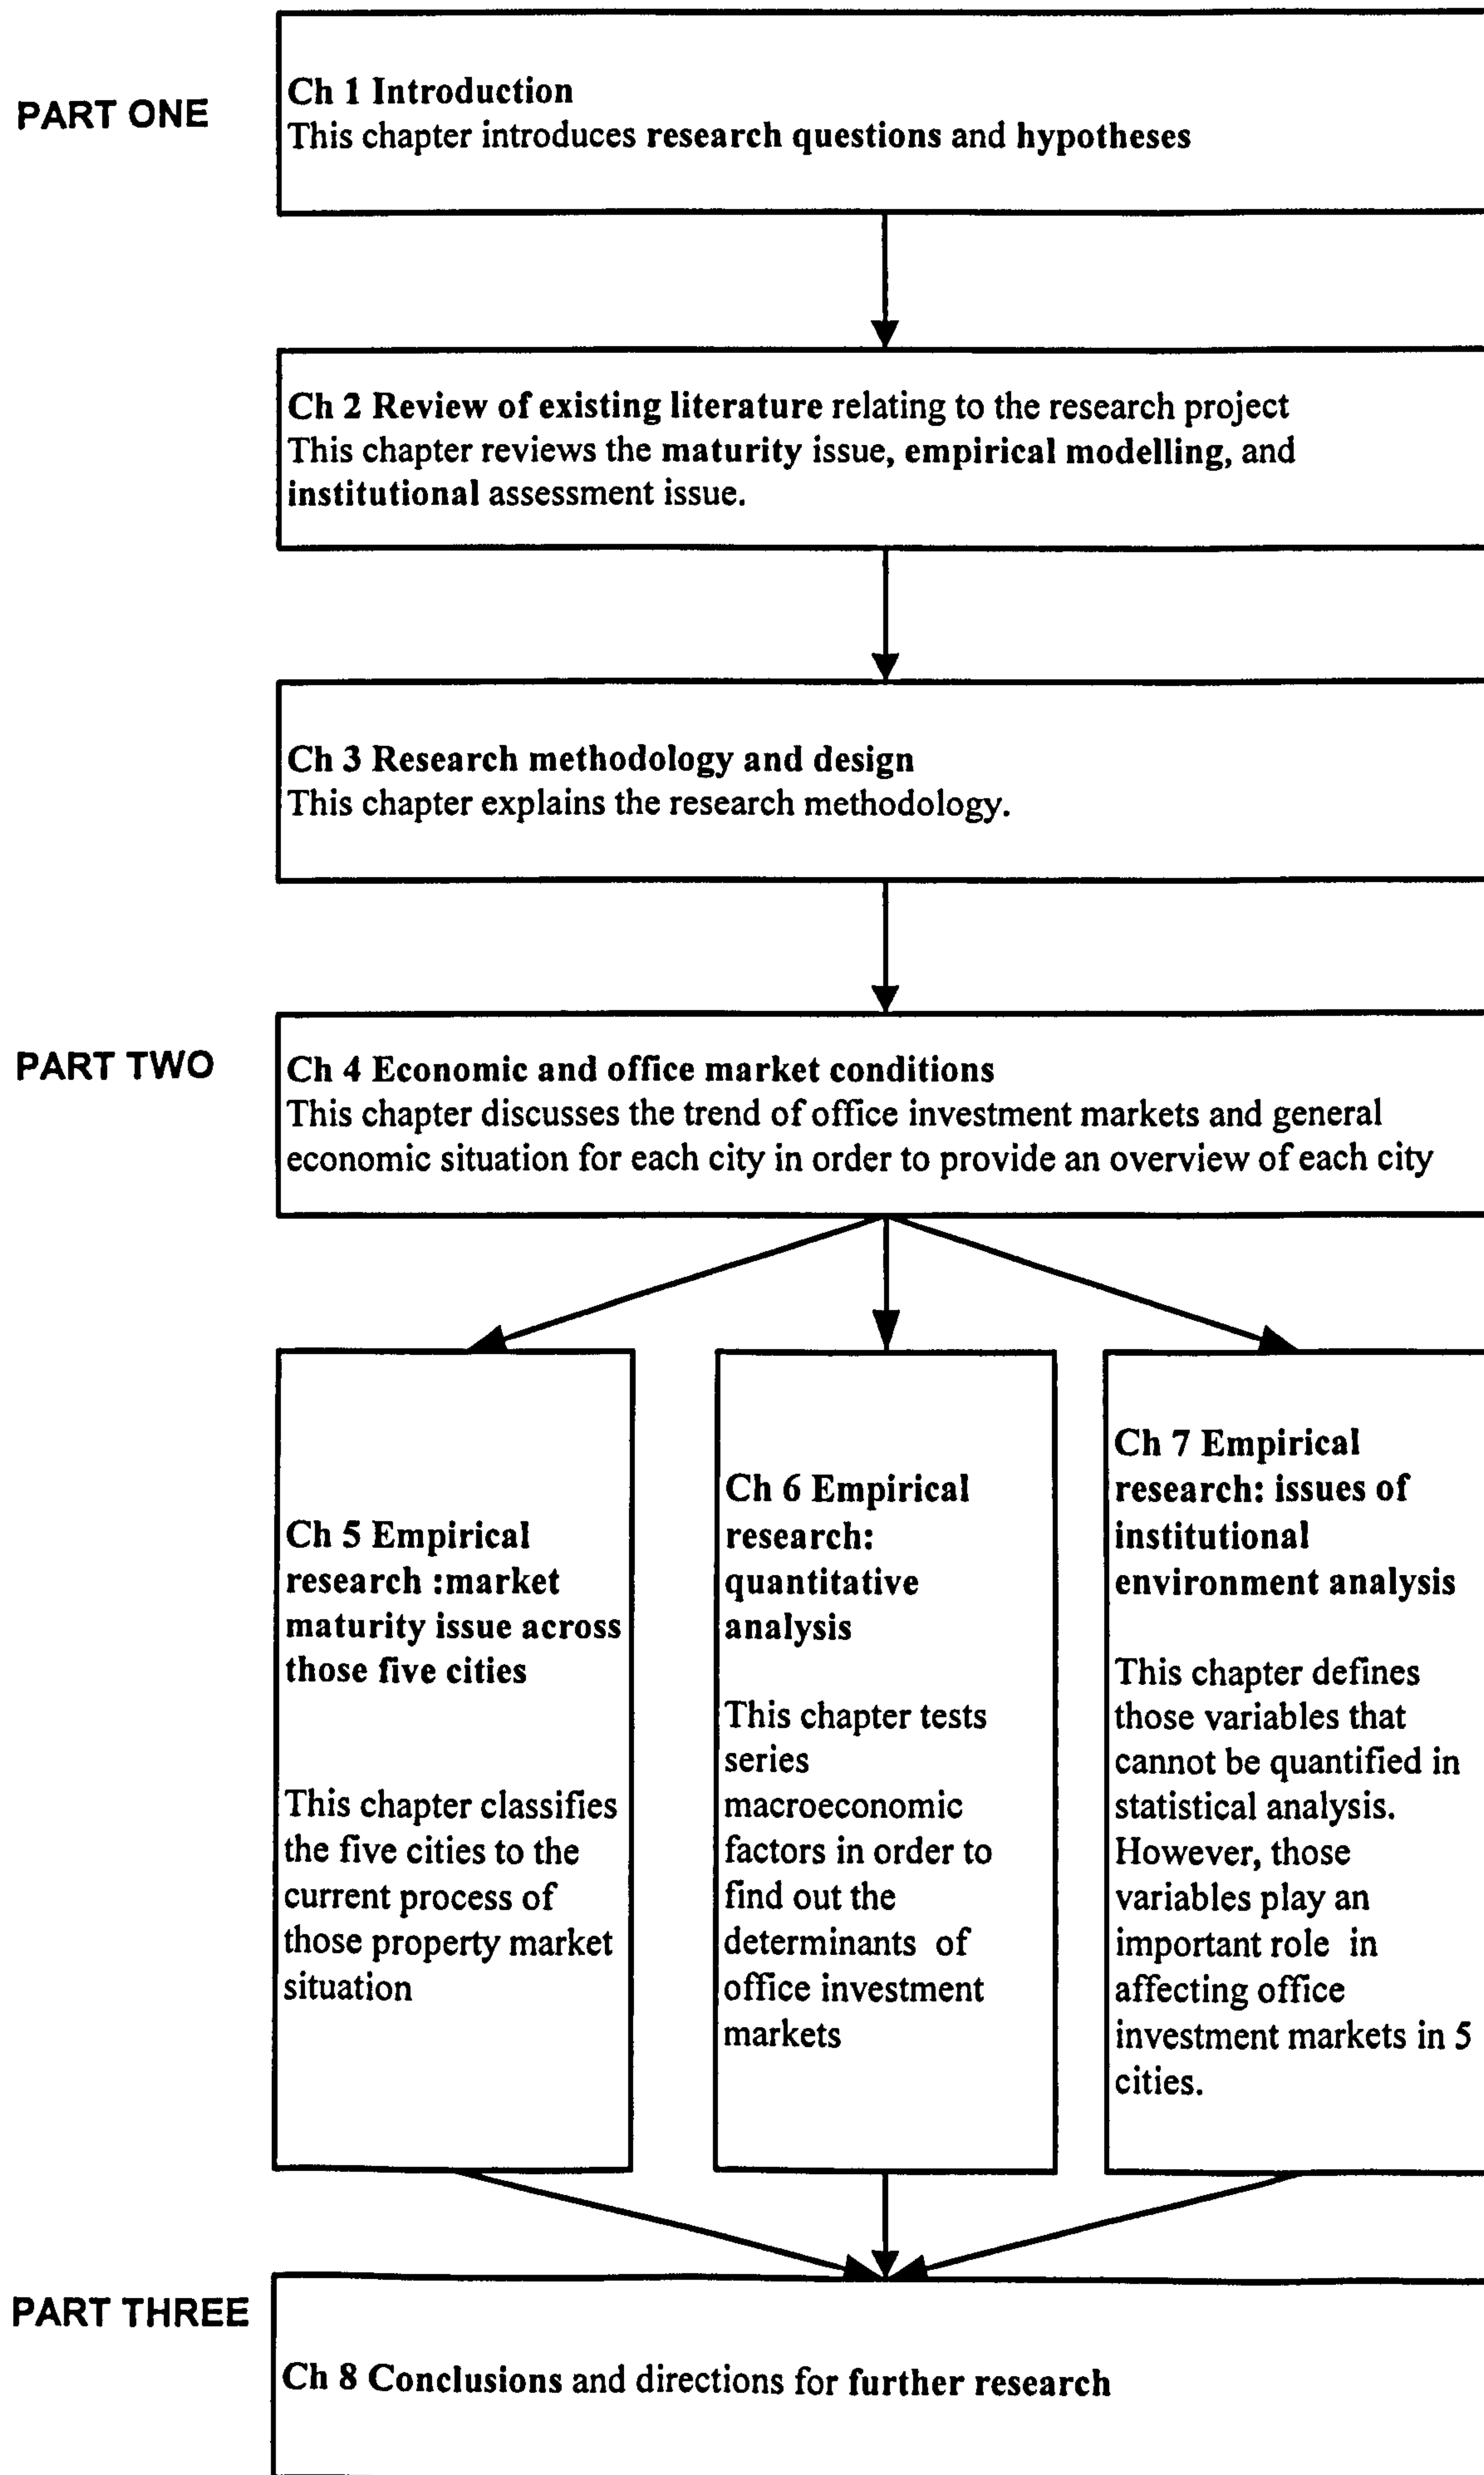 PART ONE
Ch 1 Introduction
This chapter introduces research questions and hypotheses
Ch 2 Review of existing literature relating to the research project
This chapter reviews the maturity issue, empirical modelling, and
institutional assessment issue.
Ch 3 Research methodology and design
This chapter explains the research methodology.
PART TWO
Ch 4 Economic and office market conditions
This chapter discusses the trend of office investment markets and general
economic situation for each city in order to provide an overview of each city
Ch 5 Empirical
research :market
maturity issue across
those five cities
This chapter classifies
the five cities to the
current process of
those property market
situation
Ch 6 Empirical
research:
quantitative
analysis
This chapter tests
series
macroeconomic
factors in order to
find out the
determinants of
office investment
markets
Ch 7 Empirical
research: issues of
institutional
environment analysis
This chapter defines
those variables that
cannot be quantified in
statistical analysis.
However, those
variables play an
important role in
affecting office
investment markets in 5
cities.
PART THREE
Ch 8 Conclusions and directions for further research